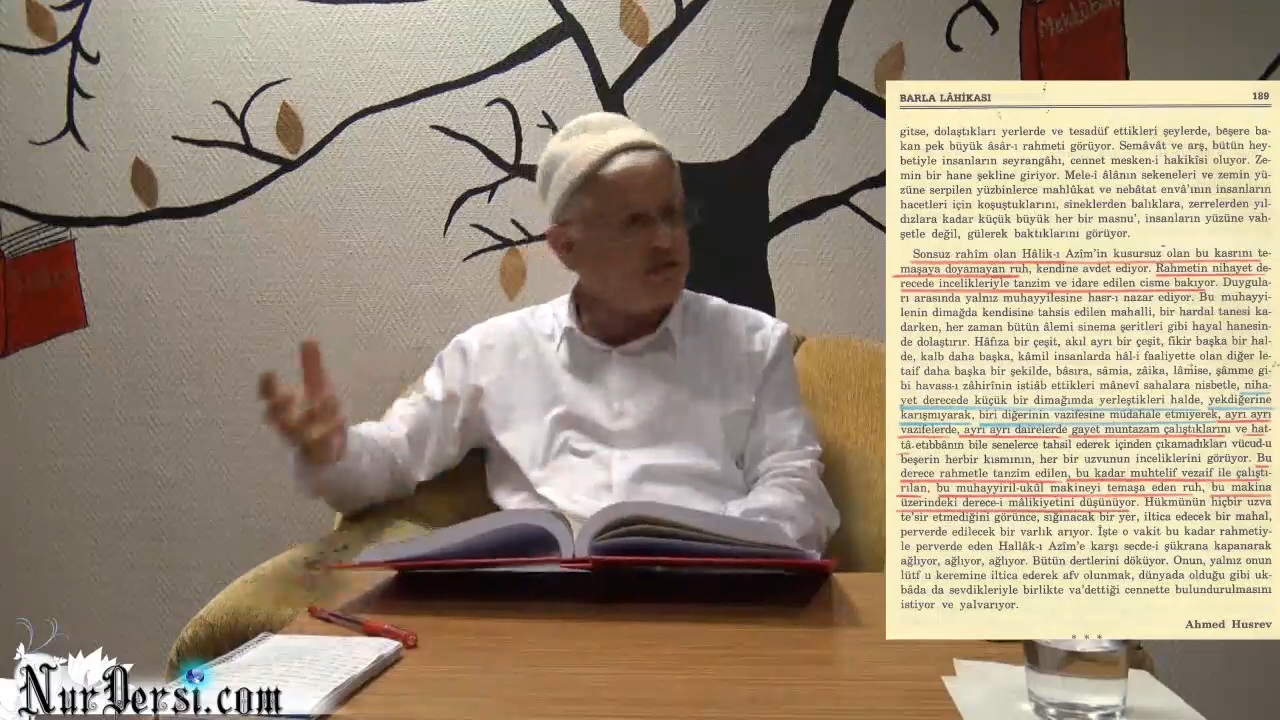 Mektûbat
BARLA LÂHİKASI 189
gitse, dolaştıkları yerlerde ve tesadüf ettikleri şeylerde, beşere ba-
kan pek büyük âsâr-ı rahmeti görüyor. Semâvât ve arş, bütün hey-
betiyle insanların seyrangâhı, cennet mesken-i hakikîsi oluyor. Ze-
min bir hane şekline giriyor. Mele-i âlânın sekeneleri ve zemin yü-
züne serpilen yüzbinlerce mahlûkat ve nebâtat envâ'ının insanların
hacetleri için koşuştuklarını, sineklerden balıklara, zerrelerden yıl-
dızlara kadar küçük büyük her bir masnu', insanların yüzüne vah-
şetle değil, gülerek baktıklarını görüyor.
Sonsuz rahîm olan Hâlik-ı Azîm'in kusursuz olan bu kasrını te-
maşaya doyamayan ruh, kendine avdet ediyor. Rahmetin nihayet de-
recede incelikleriyle tanzim ve idare edilen cisme bakıyor. Duygula-
rı arasında yalnız muhayyilesine hasr-ı nazar ediyor. Bu muhayyi-
lenin dimağda kendisine tahsis edilen mahalli, bir hardal tanesi ka-
darken, her zaman bütün âlemi sinema şeritleri gibi hayal hanesin-
de dolaştırır. Hâfıza bir çeşit, akıl ayrı bir çeşit, fikir başka bir hal-
de, kalb daha başka, kâmil insanlarda hâl-i faaliyette olan diğer le-
taif daha başka bir şekilde, bâsıra, sâmia, zâika, lâmise, şâmme gi-
bi havass-ı zâhirînin istiâb ettikleri mânevî sahalara nisbetle, niha-
yet derecede küçük bir dimağımda yerleştikleri halde, yekdiğerine
karışmıyarak, biri diğerinin vazifesine müdahale etmiyerek, ayrı ayrı
vazifelerde, ayrı ayrı dairelerde gayet muntazam çalıştıklarını ve hat-
tâ etıbbânın bile senelerce tahsil ederek içinden çıkamadıkları vücud-u
beşerin herbir kısmının, her bir uzvunun inceliklerini görüyor. Bu
derece rahmetle tanzim edilen, bu kadar muhtelif vezaif ile çalıştı-
rılan, bu muhayyiril-ukûl makineyi temaşa eden ruh, bu makina
üzerindeki derece-i mâlikiyetini düşünüyor. Hükmünün hiçbir uzva
te'sir etmediğini görünce, sığınacak bir yer, iltica edecek bir mahal,
perverde edilecek bir varlık arıyor. İşte o vakit bu kadar rahmetiy-
le perverde eden Hallâk-ı Azîm'e karşı secde-i şükrana kapanarak
ağlıyor, ağlıyor, ağlıyor. Bütün dertlerini döküyor. Onun, yalnız onun
lütf u keremine iltica ederek afv olunmak, dünyada olduğu gibi uk-
bâda da sevdikleriyle birlikte va'dettiği cennette bulundurulmasını
istiyor ve yalvarıyor.
Ahmed Husrev
* * *
NurDersi.com